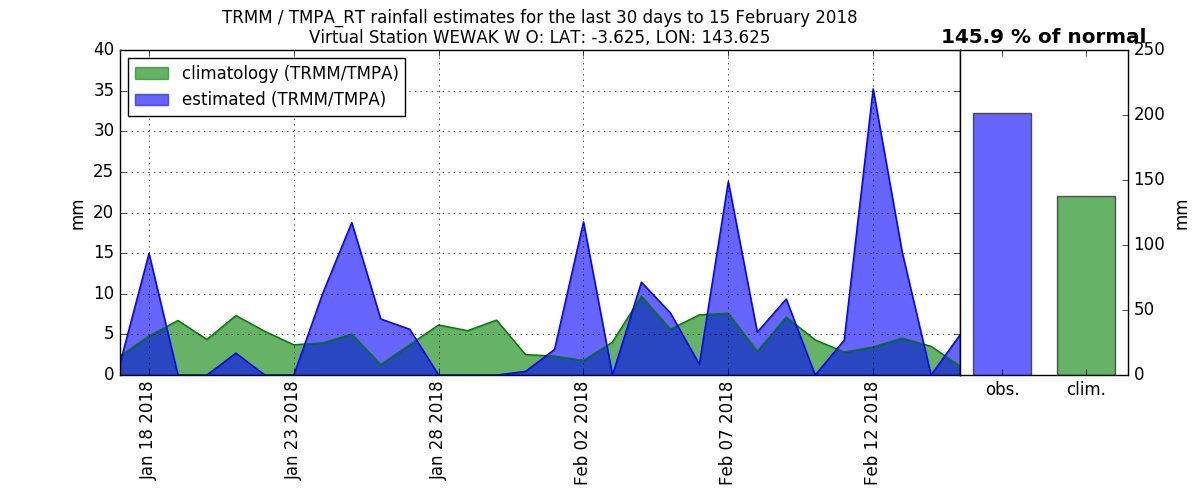 TRMM / TMPA_RT rainfall estimates for the last 30 days to 15 February 2018
Virtual Station WEWAK W O: LAT: -3.625, LON: 143.625
145.9 % of normal
climatology (TRMM/TMPA)
estimated (TRMM/TMPA)
mm
40
35
30
25
20
15
10
5
0
Jan 18 2018
Jan 23 2018
Jan 28 2018
Feb 02 2018
Feb 07 2018
Feb 12 2018
obs.
clim.
250
200
150
100
50
0
mm